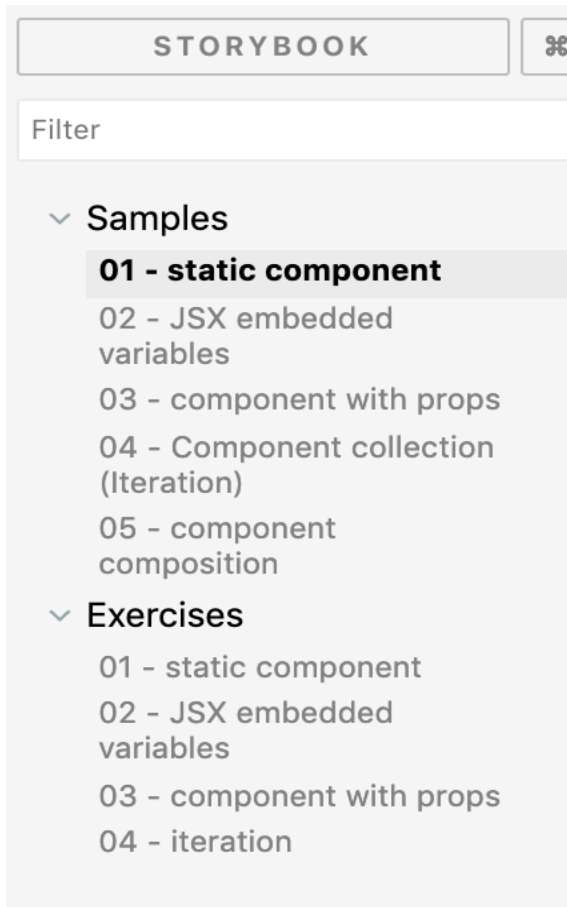 STORYBOOK ⌘
Filter
Samples
01 - static component
02 - JSX embedded
variables
03 - component with props
04 - Component collection
(Iteration)
05 - component
composition
Exercises
01 - static component
02 - JSX embedded
variables
03 - component with props
04 - iteration